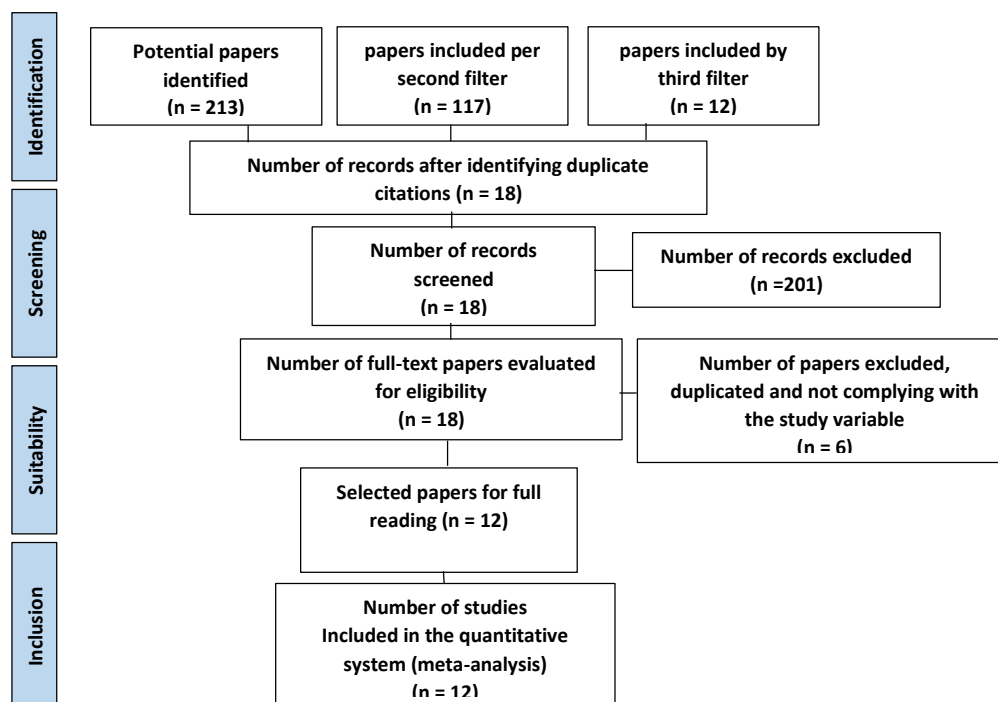 Identification
Potential papers
identified
(n = 213)
papers included per
second filter
(n = 117)
papers included by
third filter
(n = 12)
Number of records after identifying duplicate
citations (n = 18)
Screening
Number of records
screened
(n = 18)
Number of records excluded
(n =201)
Suitability
Number of full-text papers evaluated
for eligibility
(n = 18)
Number of papers excluded,
duplicated and not complying with
the study variable
(n = 6)
Selected papers for full
reading (n = 12)
Inclusion
Number of studies
Included in the quantitative
system (meta-analysis)
(n = 12)